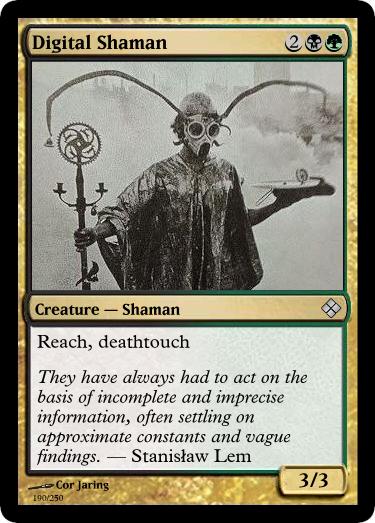 Digital Shaman 2
Creature — Shaman
Reach, deathtouch
They have always had to act on the
basis of incomplete and imprecise
information, often settling on
approximate constants and vague
findings. — Stanisław Lem
Cor Jaring
190/250
3/3